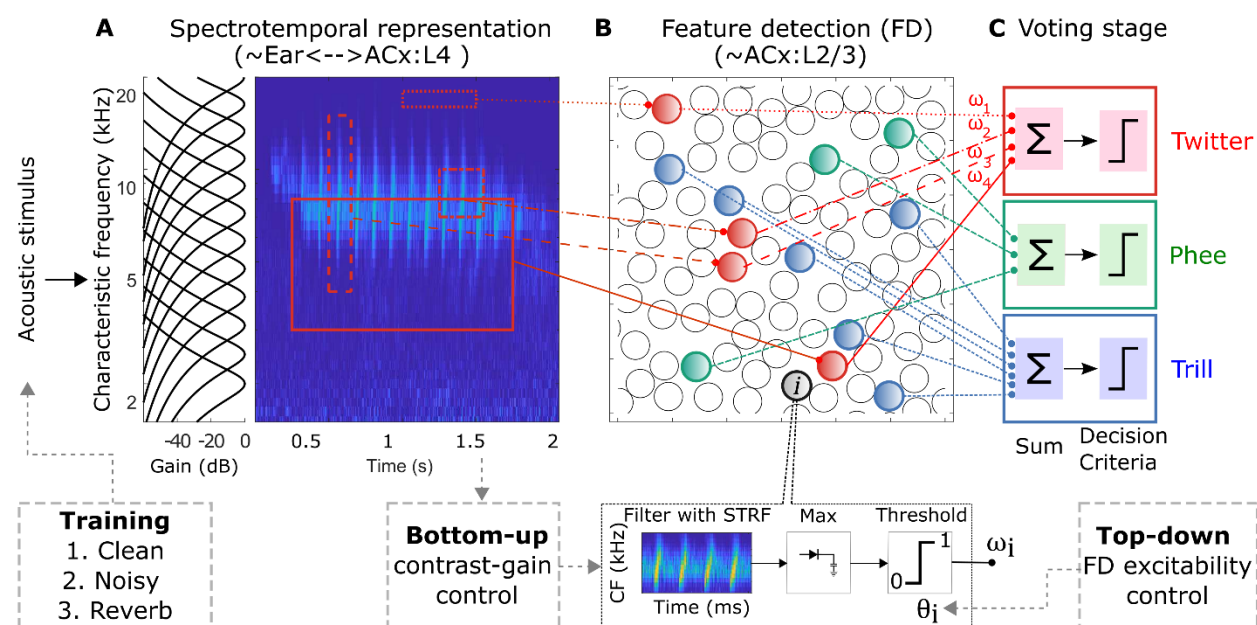 A Spectrotemporal representation
(~Ear<-->ACx:L4 )
B Feature detection (FD)
(~ACx:L2/3)
C Voting stage
Acoustic stimulus
Characteristic frequency (kHz)
20
10
5
2
-40 -20 0
Gain (dB)
0.5 1 1.5 2
Time (s)
ω1
ω2
ω3
ω4
Σ
Twitter
Σ
Phee
Σ
Trill
Sum
Decision
Criteria
i
Training
1. Clean
2. Noisy
3. Reverb
Bottom-up
contrast-gain
control
Filter with STRF
CF (kHz)
Time (ms)
Max
Threshold
1
0
θi
ωi
Top-down
FD excitability
control